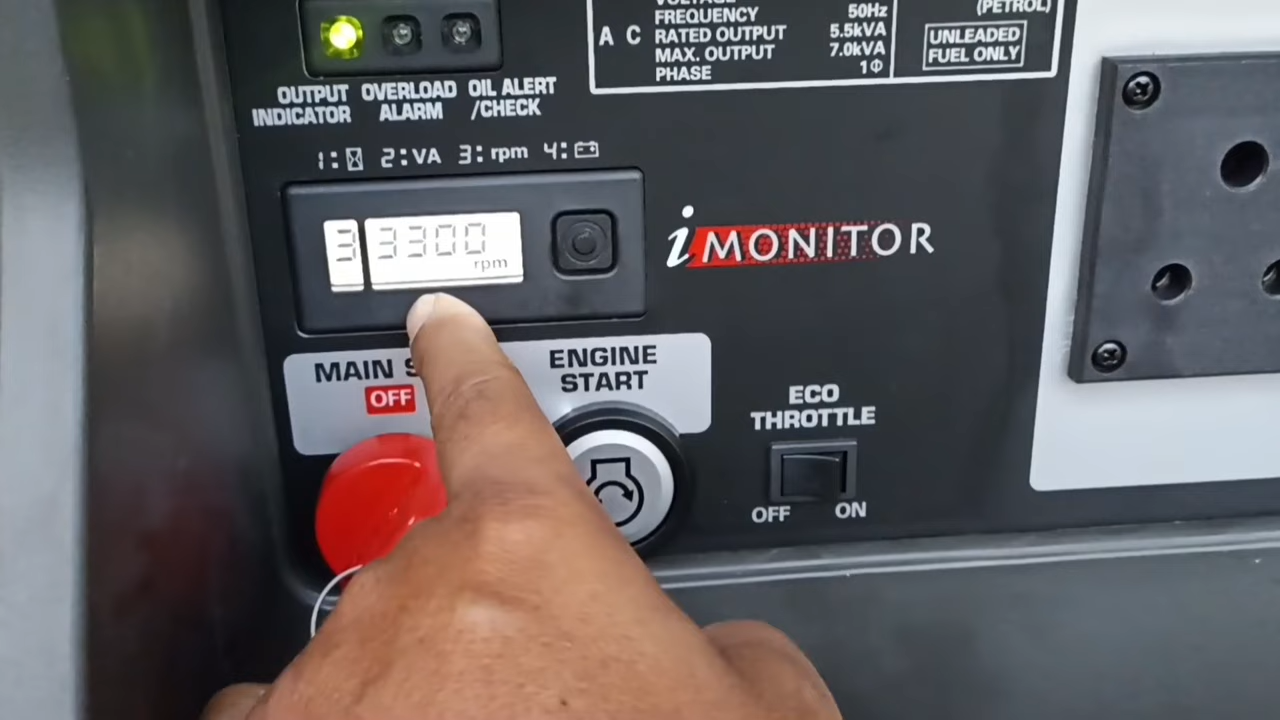 FREQUENCY 50Hz
A C RATED OUTPUT 5.5kVA
MAX. OUTPUT 7.0kVA
PHASE 1Φ
(PETROL)
UNLEADED
FUEL ONLY
OUTPUT
INDICATOR
OVERLOAD
ALARM
OIL ALERT
/CHECK
1: 2:VA 3:rpm 4:
3 3300
rpm
i MONITOR
MAIN S
OFF
ENGINE
START
ECO
THROTTLE
OFF ON